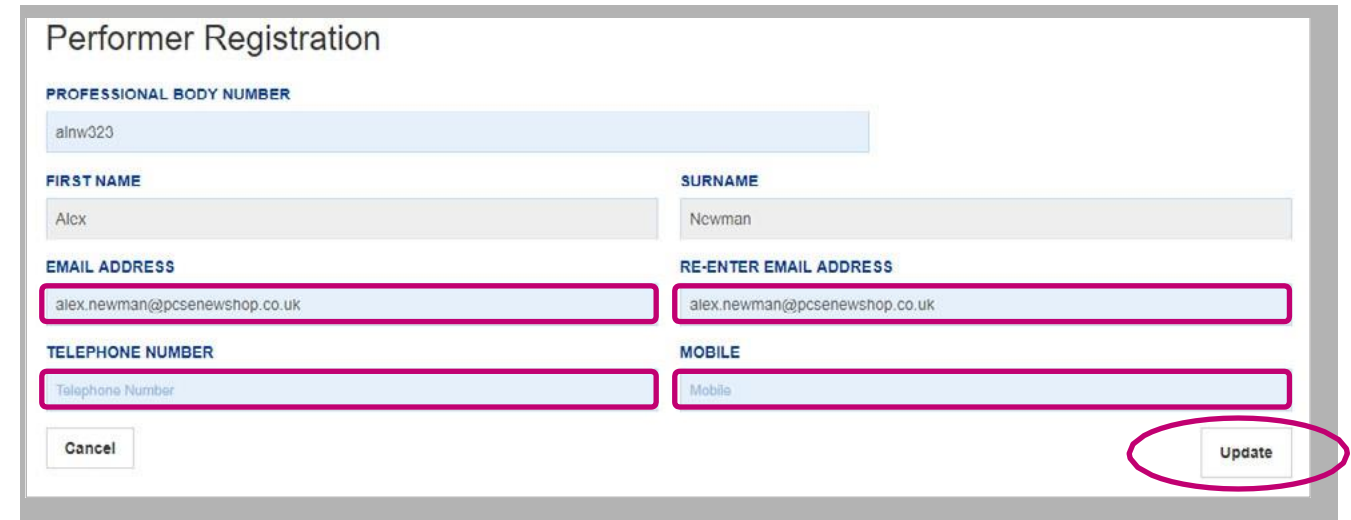 Performer Registration
PROFESSIONAL BODY NUMBER
alnw323
FIRST NAME SURNAME
Alex Newman
EMAIL ADDRESS RE-ENTER EMAIL ADDRESS
alex.newman@pcsenewshop.co.uk alex.newman@pcsenewshop.co.uk
TELEPHONE NUMBER MOBILE
Telephone Number Mobile
Cancel Update